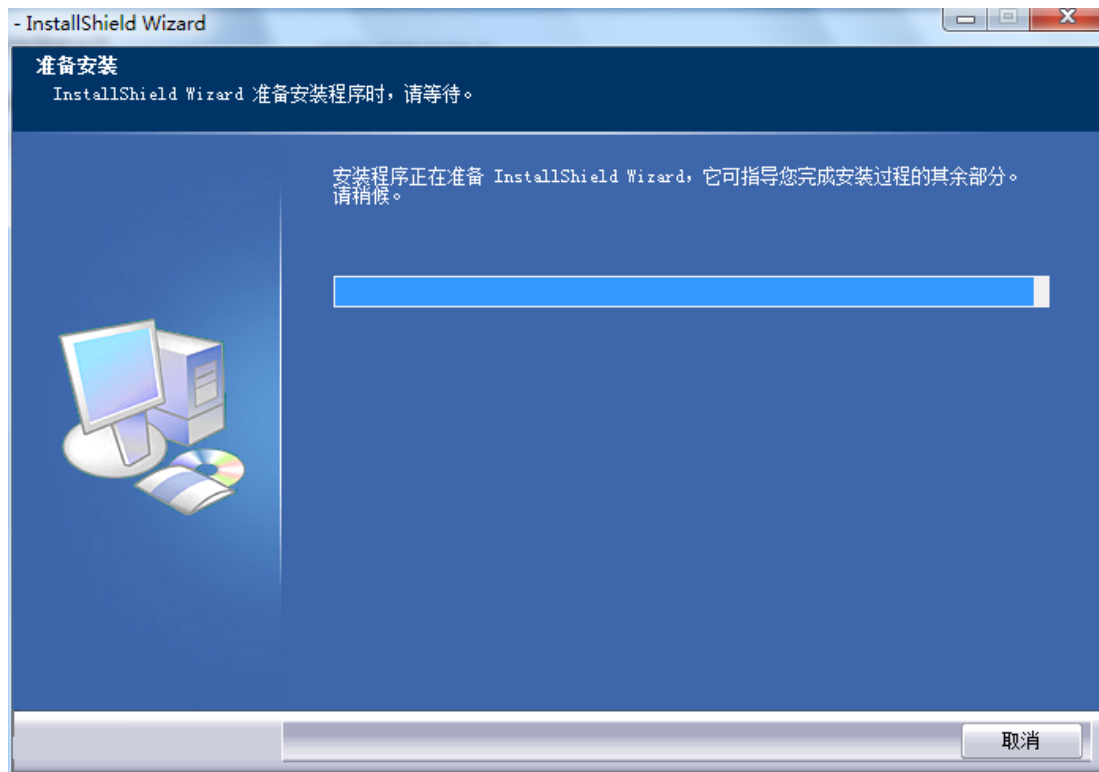 - InstallShield Wizard
准备安装
InstallShield Wizard 准备安装程序时，请等待。
安装程序正在准备 InstallShield Wizard，它可指导您完成安装过程的其余部分。
请稍候。
取消